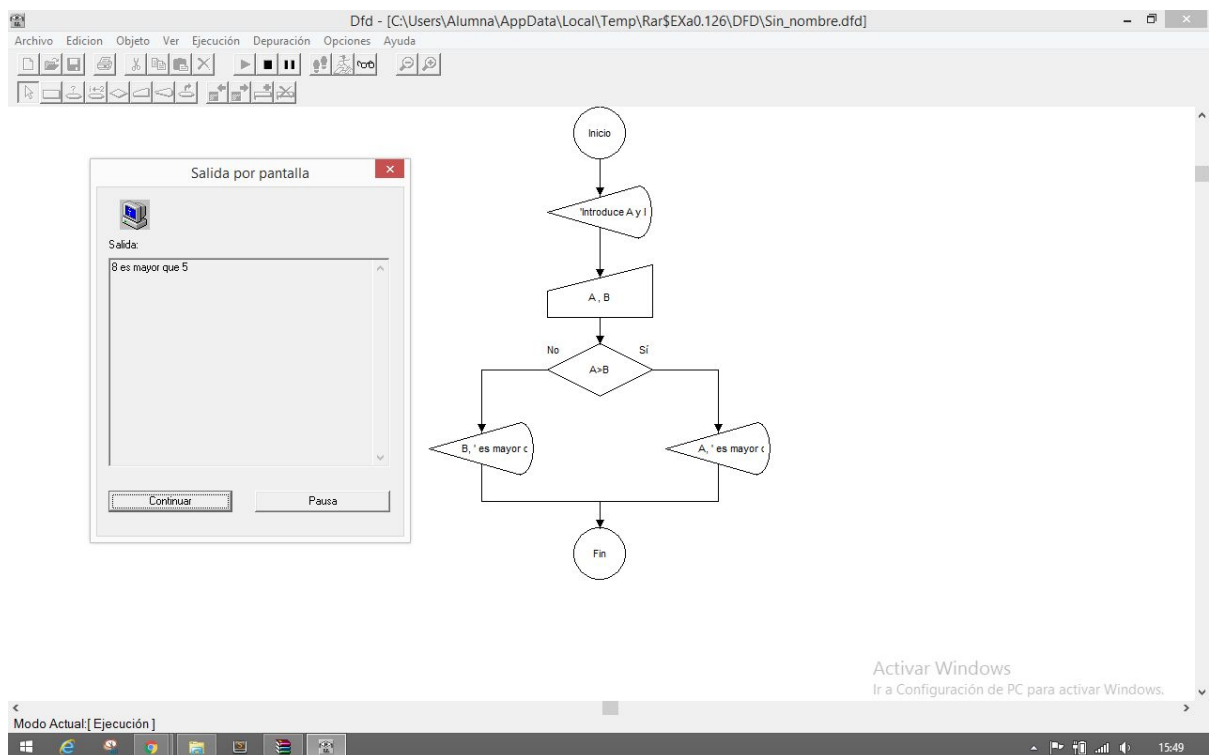 Dfd - [C:\Users\Alumna\AppData\Local\Temp\Rar$EXa0.126\DFD\Sin_nombre.dfd]
Archivo Edicion Objeto Ver Ejecución Depuración Opciones Ayuda
Salida por pantalla
Salida:
8 es mayor que 5
Continuar Pausa
Inicio
'Introduce A y
A , B
No Sí
A>B
B, ' es mayor A, ' es mayor
Fin
Activar Windows
Ir a Configuración de PC para activar Windows.
Modo Actual:[ Ejecución ]
15:49